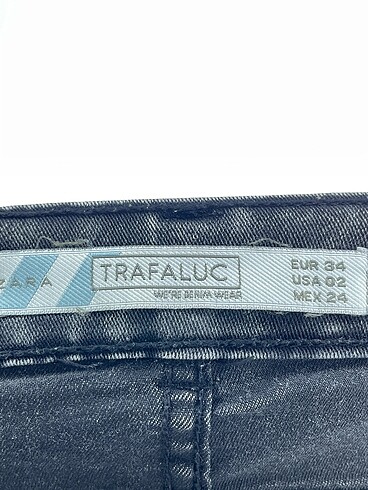 ZARA
TRAFALUC
WE'RE DENIM WEAR
EUR 34
USA 02
MEX 24